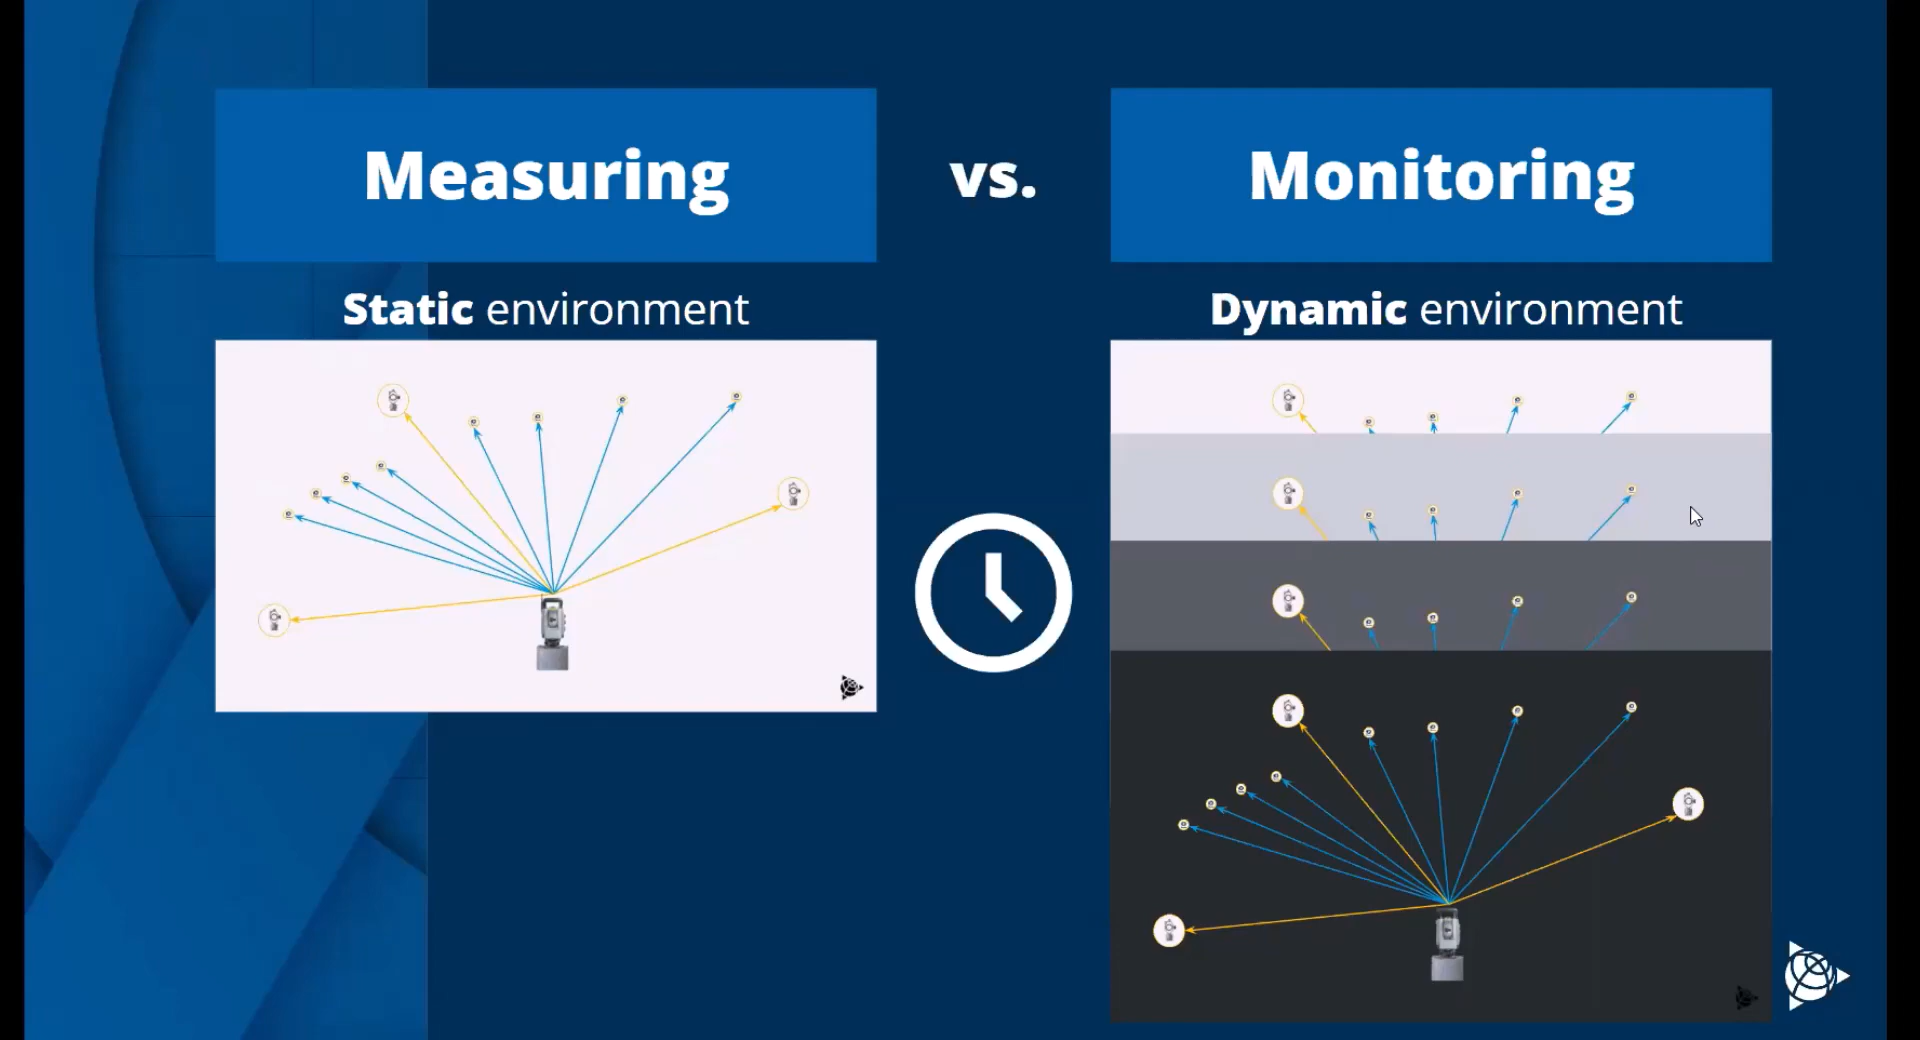 Measuring
vs.
Monitoring
Static environment
Dynamic environment